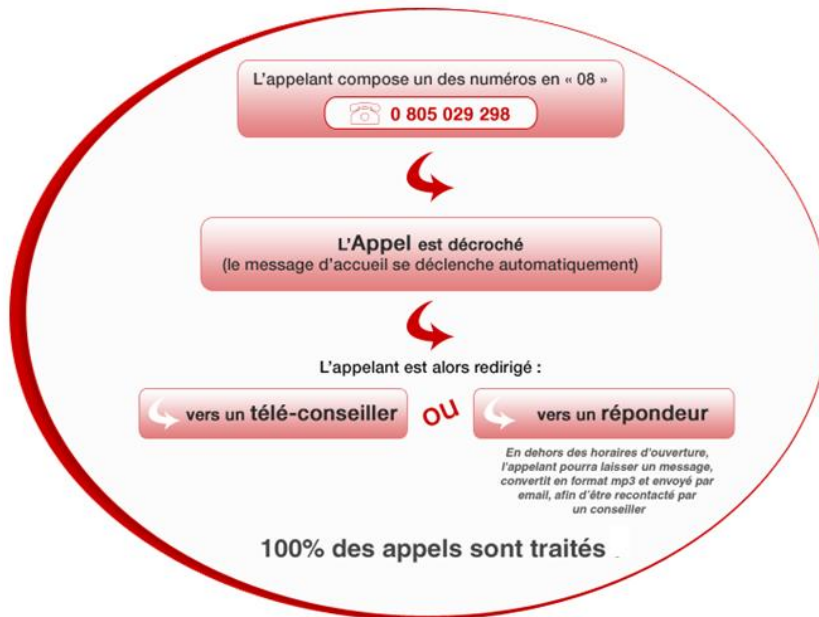 L'appelant compose un des numéros en « 08 »
0 805 029 298
L'Appel est décroché
(le message d'accueil se déclenche automatiquement)
L'appelant est alors redirigé :
vers un télé-conseiller
ou
vers un répondeur
En dehors des horaires d'ouverture,
l'appelant pourra laisser un message,
convertit en format mp3 et envoyé par
email, afin d'être recontacté par
un conseiller
100% des appels sont traités